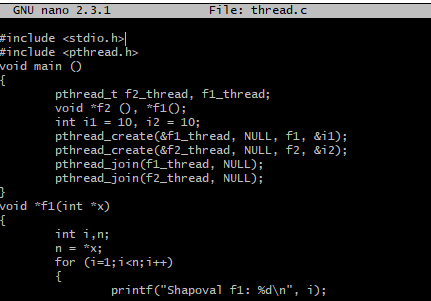 GNU nano 2.3.1 File: thread.c
#include <stdio.h>
#include <pthread.h>
void main ()
{
pthread_t f2_thread, f1_thread;
void *f2 (), *f1();
int i1 = 10, i2 = 10;
pthread_create(&f1_thread, NULL, f1, &i1);
pthread_create(&f2_thread, NULL, f2, &i2);
pthread_join(f1_thread, NULL);
pthread_join(f2_thread, NULL);
}
void *f1(int *x)
{
int i,n;
n = *x;
for (i=1;i<n;i++)
{
printf("Shapoval f1: %d\n", i);